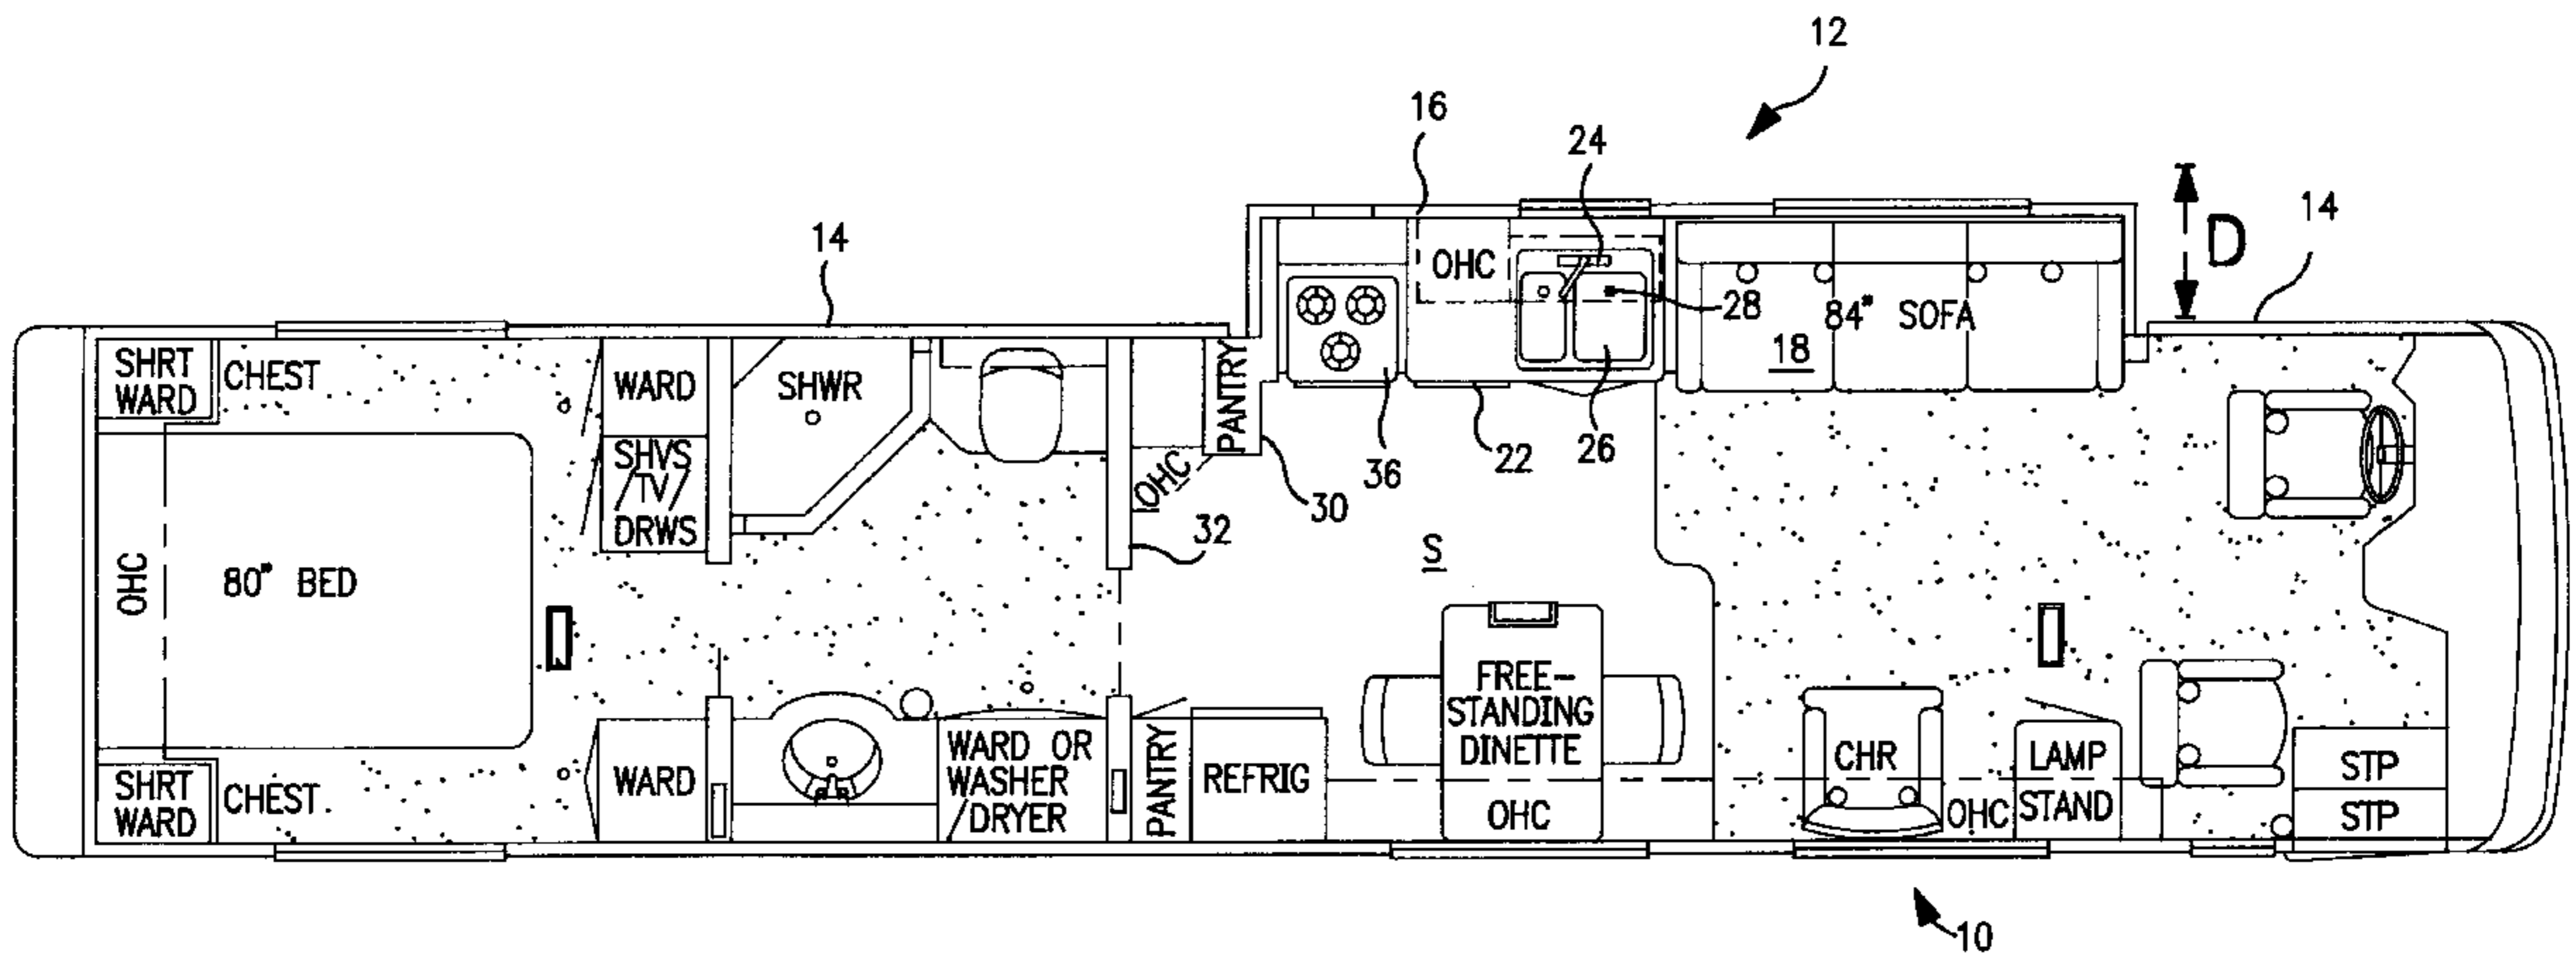 12
16
24
14
D
14
OHC
28
84" SOFA
18
SHRT
WARD
CHEST
WARD
SHWR
PANTRY
26
22
36
SHVS
/TV/
DRWS
OHC
30
32
S
OHC
80" BED
FREE-
STANDING
DINETTE
SHRT
WARD
CHEST
WARD
WARD OR
WASHER
/DRYER
PANTRY
REFRIG
OHC
CHR
OHC
LAMP
STAND
STP
STP
10